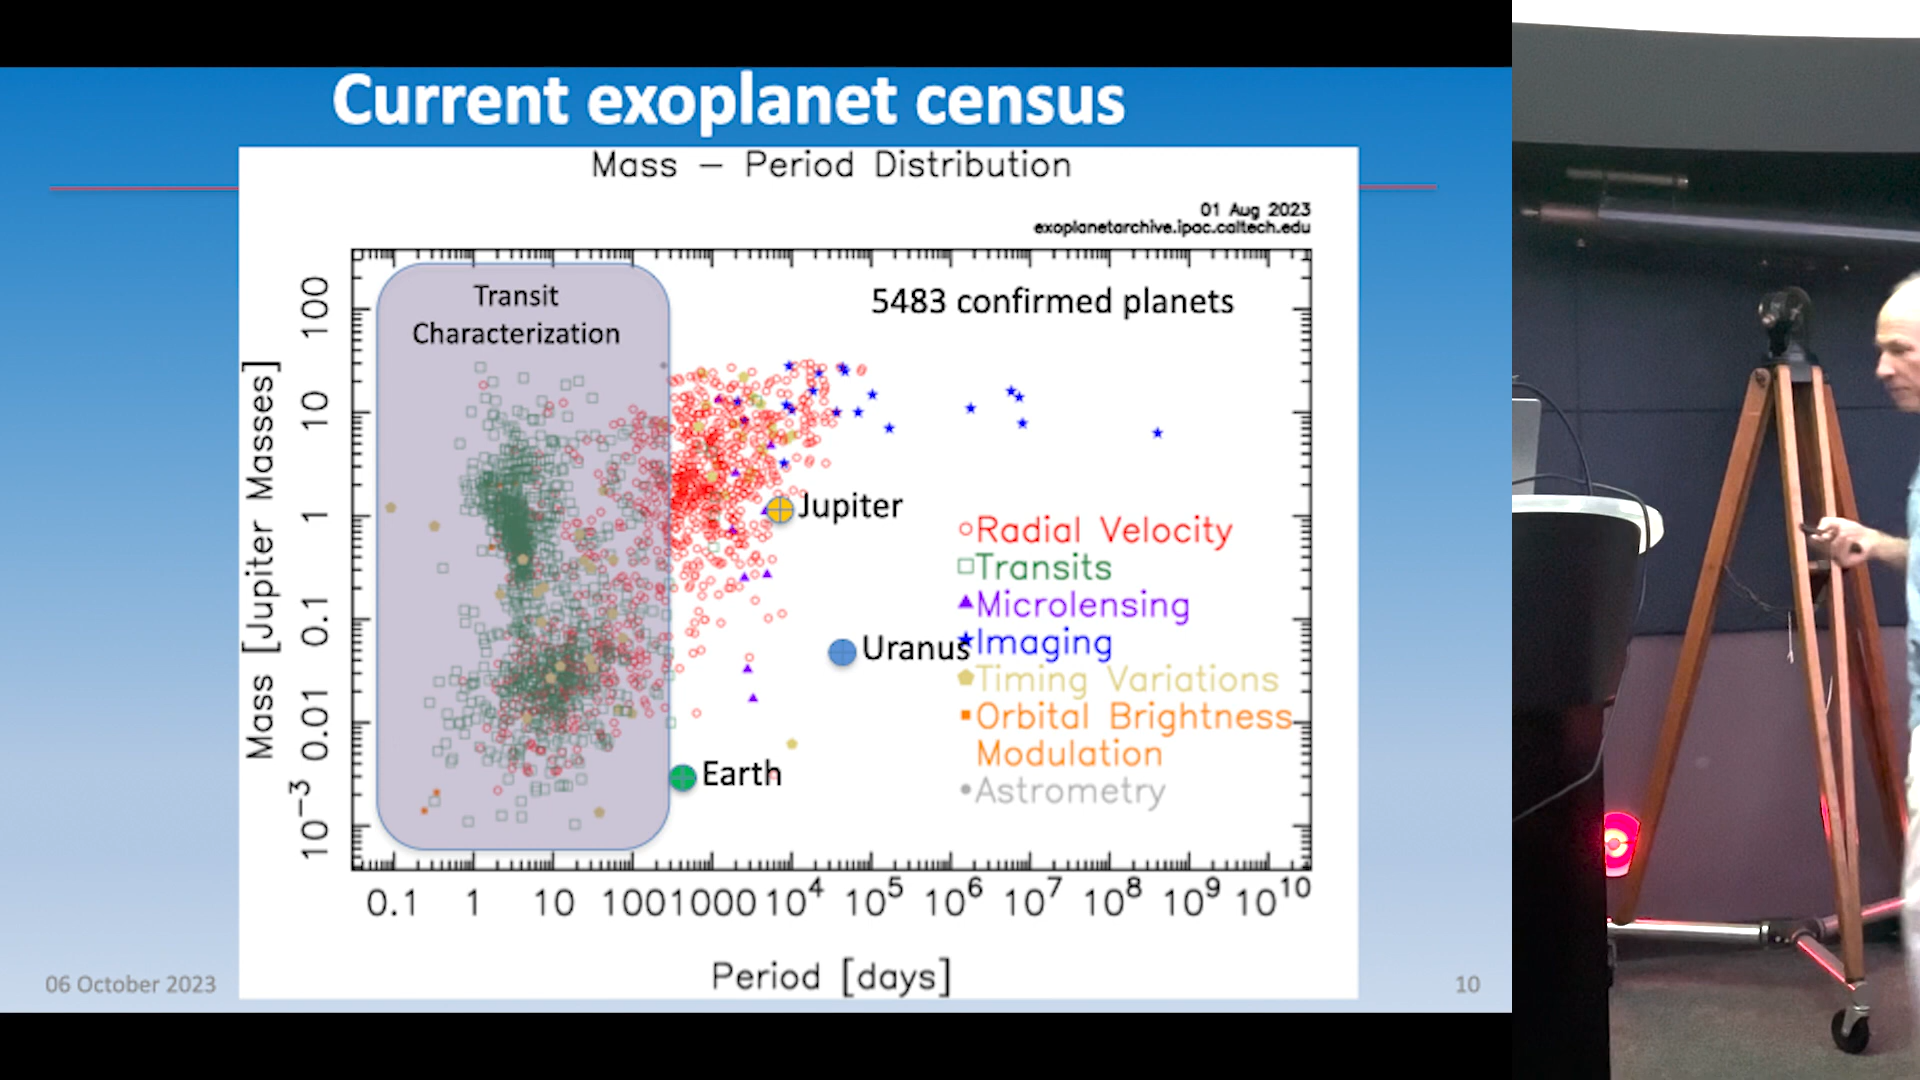 Current exoplanet census
Mass — Period Distribution
01 Aug 2023
exoplanetarchive.ipac.caltech.edu
Transit
Characterization
5483 confirmed planets
Mass [Jupiter Masses]
100
10
1
0.1
0.01
10⁻³
Jupiter
Uranus
Earth
Radial Velocity
Transits
Microlensing
Imaging
Timing Variations
Orbital Brightness
Modulation
Astrometry
0.1 1 10 100 1000 10⁴ 10⁵ 10⁶ 10⁷ 10⁸ 10⁹ 10¹⁰
Period [days]
06 October 2023
10